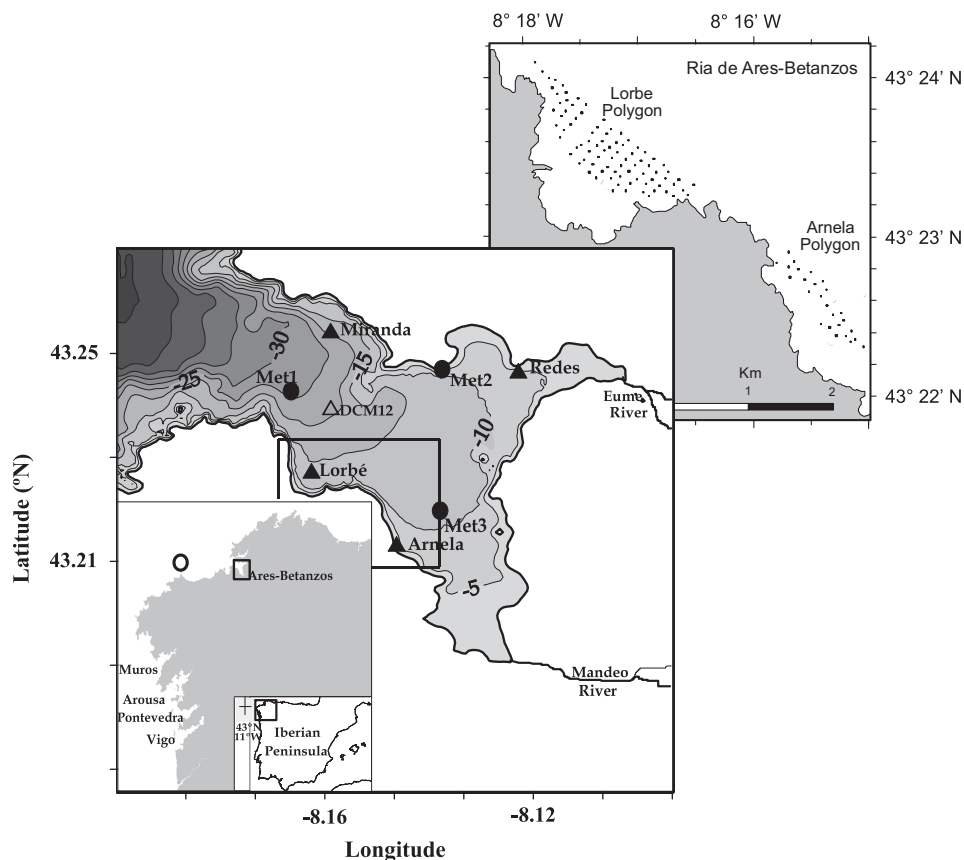 8° 18' W
8° 16' W
Ria de Ares-Betanzos
43° 24' N
Lorbe
Polygon
Arnela
Polygon
43° 23' N
43° 22' N
Km
1
2
Miranda
-30
-15
-25
43.25
Met1
Met2
Redes
Eume
River
DCM12
-10
Lorbé
Met3
Arnela
43.21
-5
Latitude (ºN)
Ares-Betanzos
Muros
Arousa
Pontevedra
Vigo
43°N
11°W
Iberian
Peninsula
Mandeo
River
-8.16
-8.12
Longitude